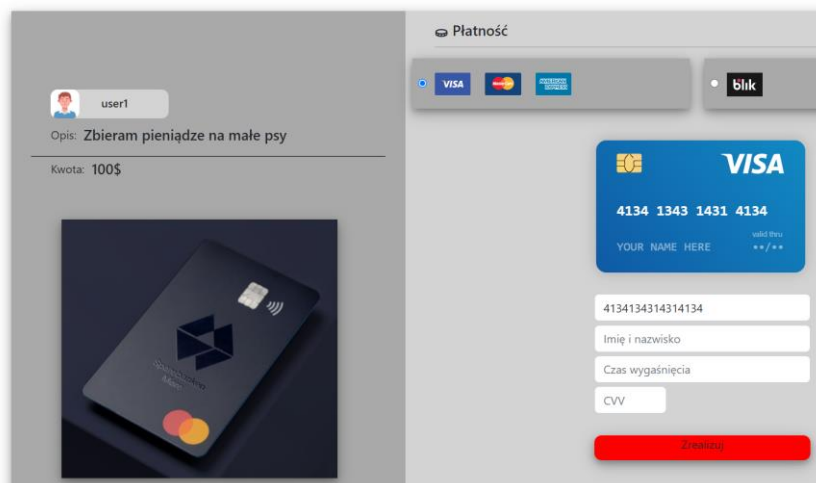 user1
Opis: Zbieram pieniądze na małe psy
Kwota: 100$
Płatność
VISA
blik
VISA
4134 1343 1431 4134
valid thru
YOUR NAME HERE
**/**
4134134314314134
Imię i nazwisko
Czas wygaśnięcia
CVV
Zrealizuj